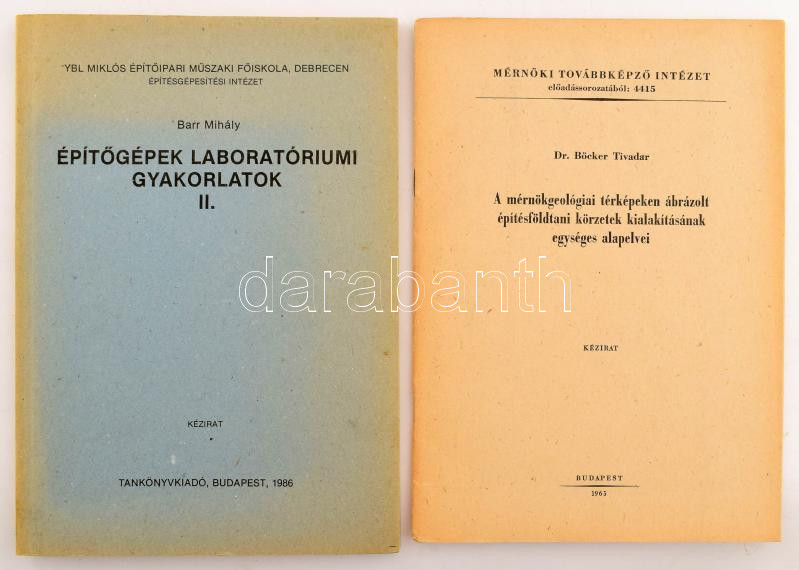 YBL MIKLÓS ÉPÍTŐIPARI MŰSZAKI FŐISKOLA, DEBRECEN
ÉPÍTÉSGÉPESÍTÉSI INTÉZET
Barr Mihály
ÉPÍTŐGÉPEK LABORATÓRIUMI
GYAKORLATOK
II.
KÉZIRAT
TANKÖNYVKIADÓ, BUDAPEST, 1986
MÉRNÖKI TOVÁBBKÉPZŐ INTÉZET
előadássorozatából: 4415
Dr. Böcker Tivadar
A mérnökgeológiai térképeken ábrázolt
építésföldtani körzetek kialakításának
egységes alapelvei
KÉZIRAT
BUDAPEST
1965
darabanth